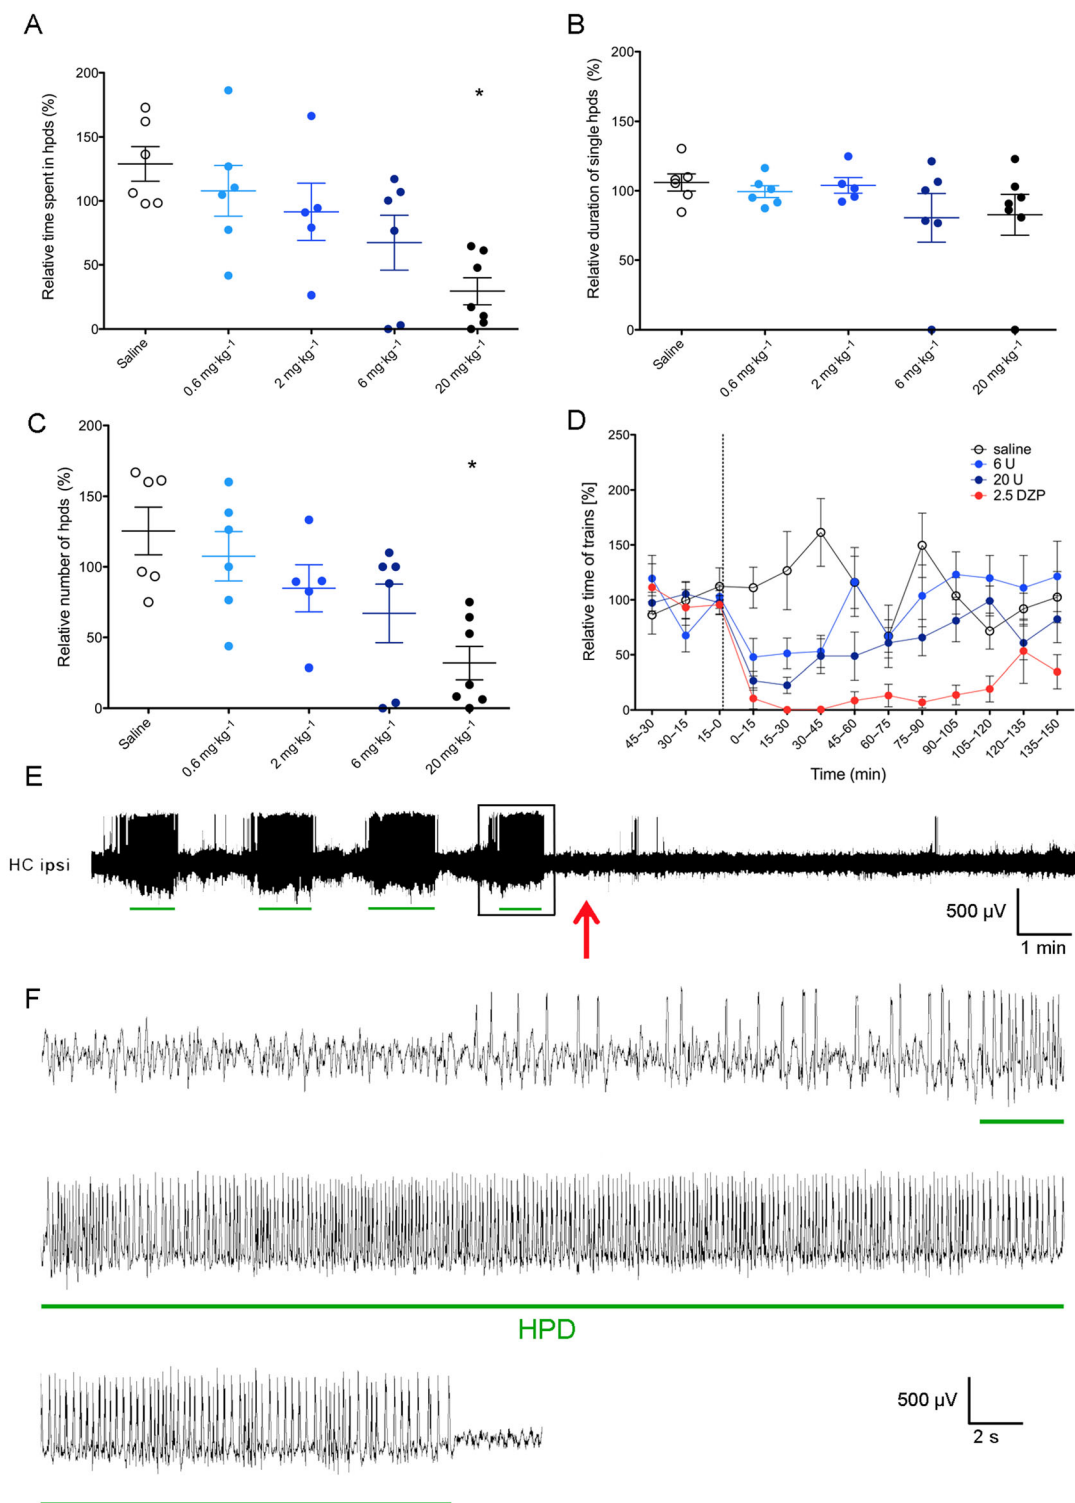 A
Relative time spent in hpds (%)
200
150
100
50
0
Saline
0.6 mg·kg⁻¹
2 mg·kg⁻¹
6 mg·kg⁻¹
20 mg·kg⁻¹
*
B
Relative duration of single hpds (%)
200
150
100
50
0
Saline
0.6 mg·kg⁻¹
2 mg·kg⁻¹
6 mg·kg⁻¹
20 mg·kg⁻¹
C
Relative number of hpds (%)
200
150
100
50
0
Saline
0.6 mg·kg⁻¹
2 mg·kg⁻¹
6 mg·kg⁻¹
20 mg·kg⁻¹
*
D
Relative time of trains [%]
250
200
150
100
50
0
saline
6 U
20 U
2.5 DZP
45–30
30–15
15–0
0–15
15–30
30–45
45–60
60–75
75–90
90–105
105–120
120–135
135–150
Time (min)
E
HC ipsi
500 µV
1 min
F
HPD
500 µV
2 s